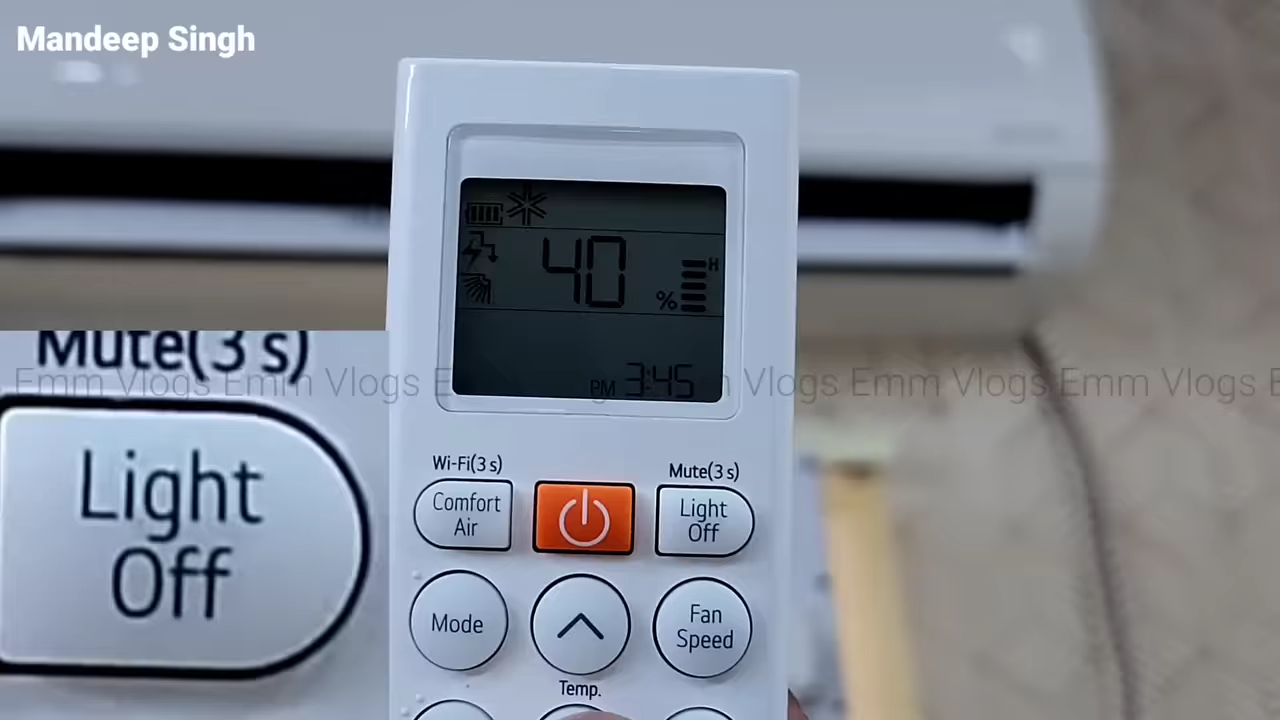 Mandeep Singh
40
H
%
PM 3:45
Mute(3 s)
Light
Off
Emm Vlogs Emm Vlogs Emm Vlogs Emm Vlogs Emm Vlogs E
Wi-Fi(3 s)
Comfort
Air
Mute(3 s)
Light
Off
Mode
Fan
Speed
Temp.